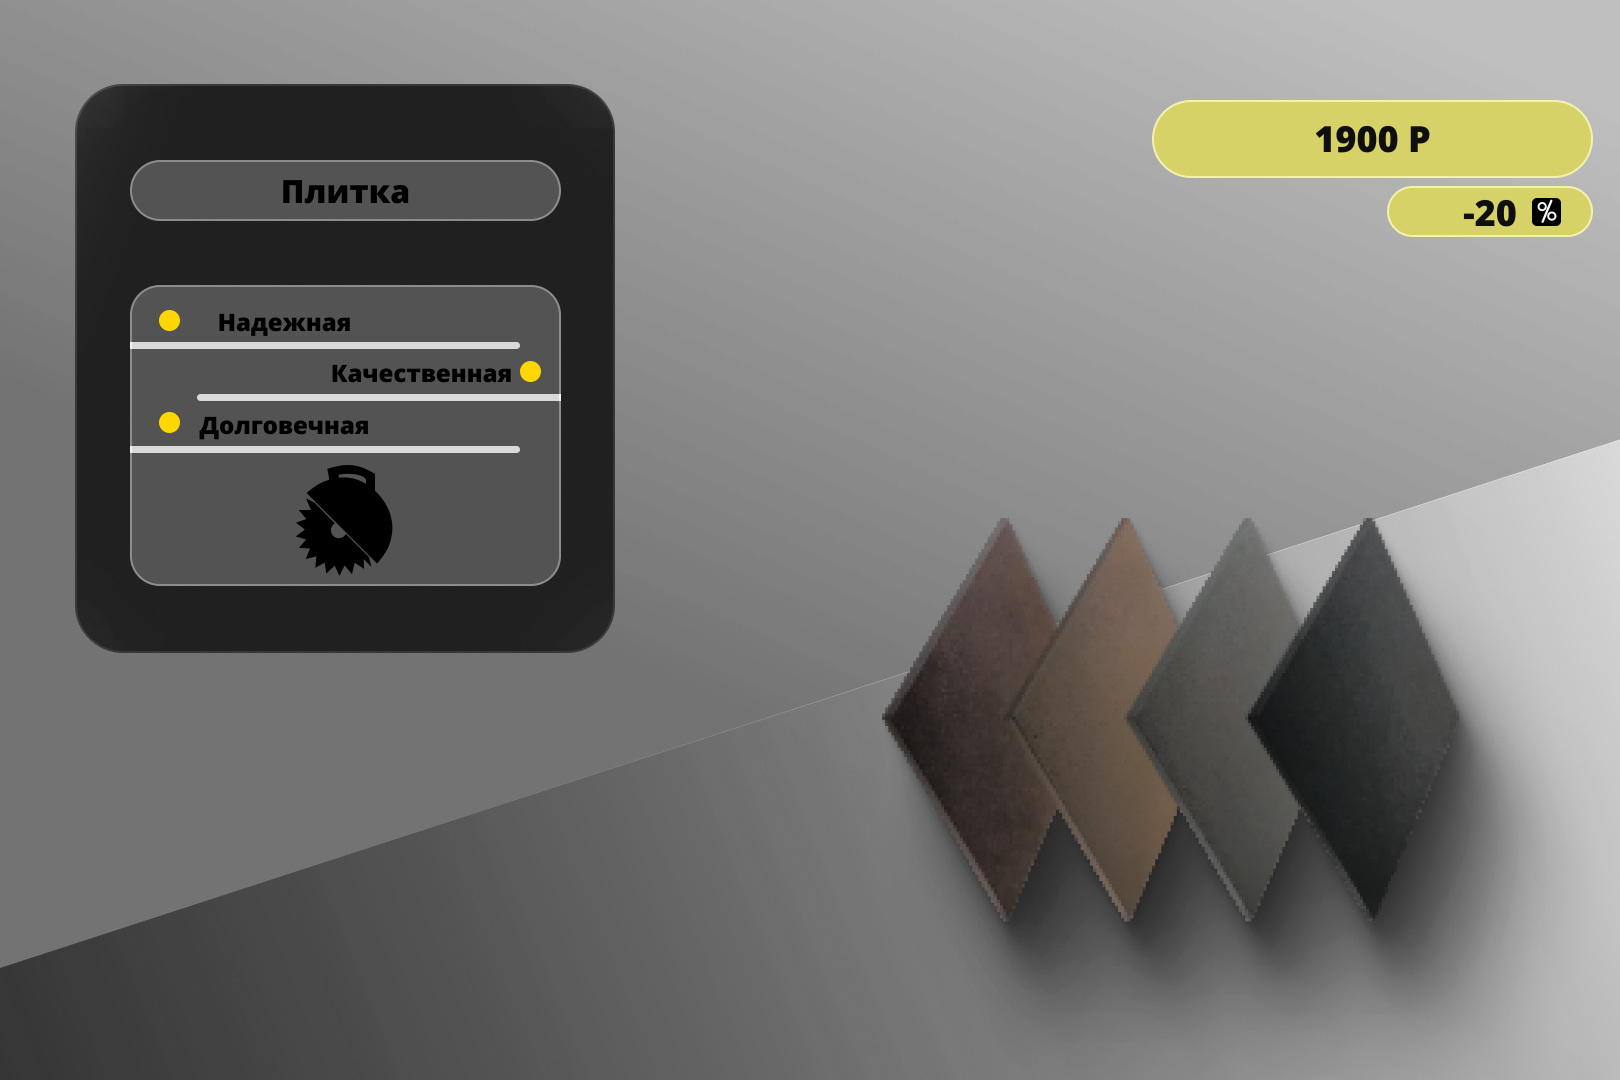 Плитка
Надежная
Качественная
Долговечная
1900 Р
-20 %